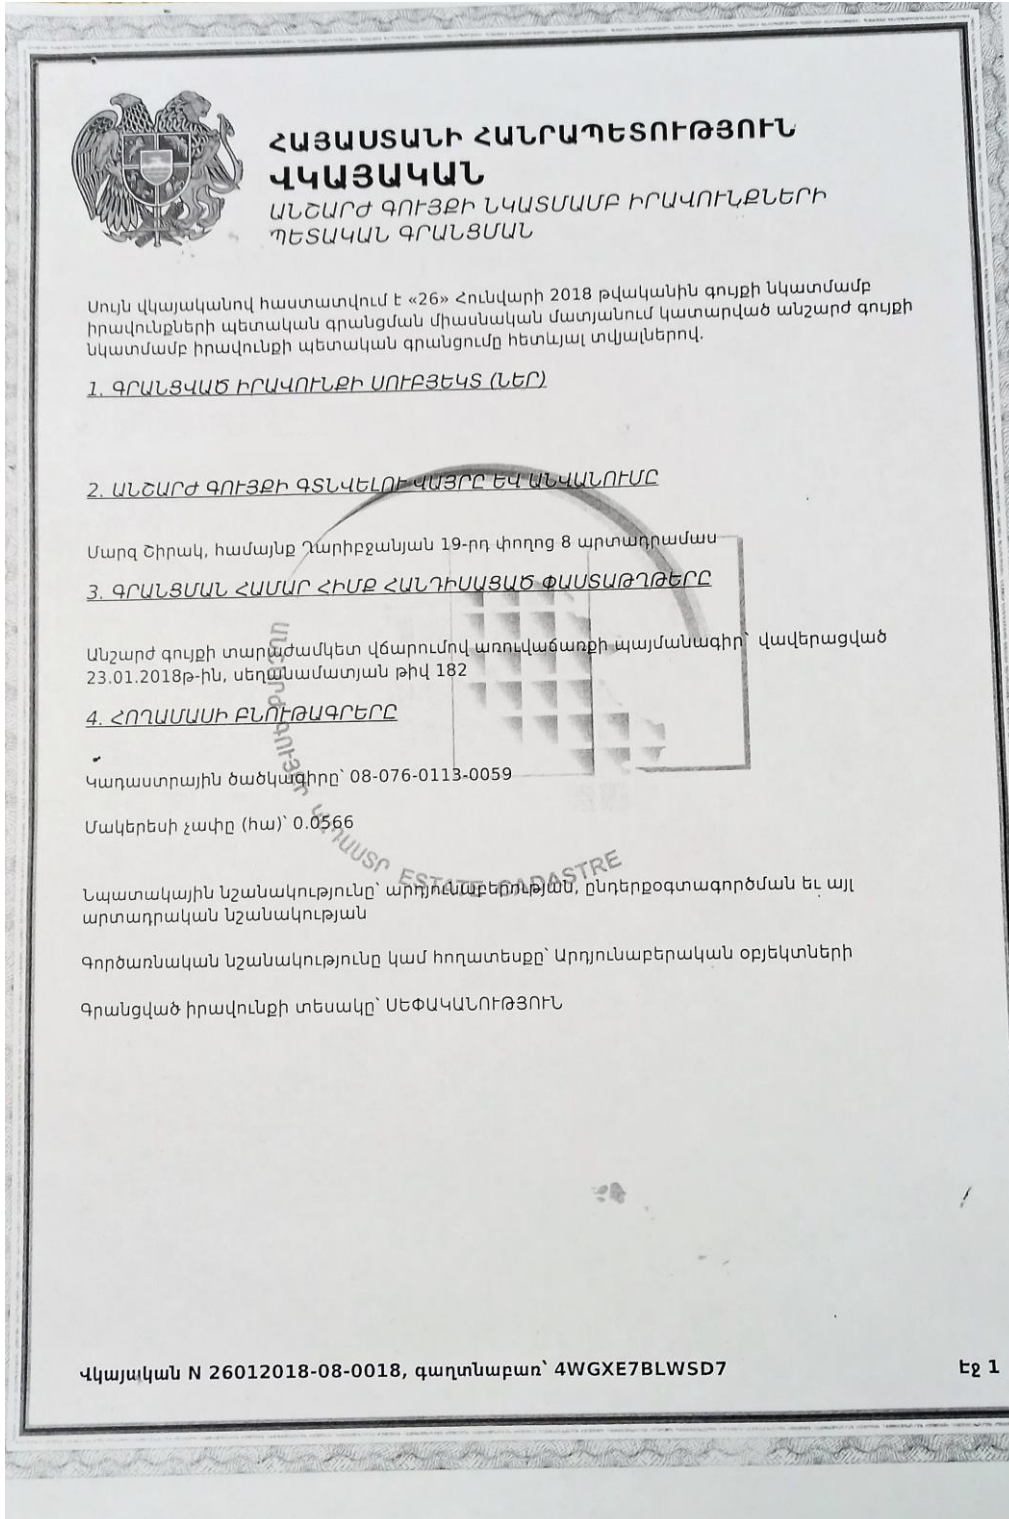 ՀԱՅԱՍՏԱՆԻ ՀԱՆՐԱՊԵՏՈՒԹՅՈՒՆ
ՎԿԱՅԱԿԱՆ
ԱՆՇԱՐԺ ԳՈՒՅՔԻ ՆԿԱՏՄԱՄԲ ԻՐԱՎՈՒՆՔՆԵՐԻ
ՊԵՏԱԿԱՆ ԳՐԱՆՑՄԱՆ
Սույն վկայականով հաստատվում է «26» Հունվարի 2018 թվականին գույքի նկատմամբ
իրավունքների պետական գրանցման միասնական մատյանում կատարված անշարժ գույքի
նկատմամբ իրավունքի պետական գրանցումը հետևյալ տվյալներով.
1. ԳՐԱՆՑՎԱԾ ԻՐԱՎՈՒՆՔԻ ՍՈՒԲՅԵԿՏ (ՆԵՐ)
2. ԱՆՇԱՐԺ ԳՈՒՅՔԻ ԳՏՆՎԵԼՈՒ ՎԱՅՐԸ ԵՎ ԱՆՎԱՆՈՒՄԸ
Մարզ Շիրակ, համայնք Ղարիբջանյան 19-րդ փողոց 8 արտադրամաս
3. ԳՐԱՆՑՄԱՆ ՀԱՄԱՐ ՀԻՄՔ ՀԱՆԴԻՍԱՑԱԾ ՓԱՍՏԱԹՂԹԵՐԸ
Անշարժ գույքի տարաժամկետ վճարումով առուվաճառքի պայմանագիր՝ վավերացված
23.01.2018թ-ին, սեղանամատյան թիվ 182
4. ՀՈՂԱՄԱՍԻ ԲՆՈՒԹԱԳՐԵՐԸ
Կադաստրային ծածկագիրը՝ 08-076-0113-0059
Մակերեսի չափը (հա)՝ 0.0566
ԱՆՇԱՐԺ ԳՈՒՅՔԻ ԿԱԴԱՍՏՐ ESTATE CADASTRE
Նպատակային նշանակությունը՝ արդյունաբերության, ընդերքօգտագործման եւ այլ
արտադրական նշանակության
Գործառնական նշանակությունը կամ հողատեսքը՝ Արդյունաբերական օբյեկտների
Գրանցված իրավունքի տեսակը՝ ՍԵՓԱԿԱՆՈՒԹՅՈՒՆ
Վկայական N 26012018-08-0018, գաղտնաբառ՝ 4WGXE7BLWSD7
Էջ 1